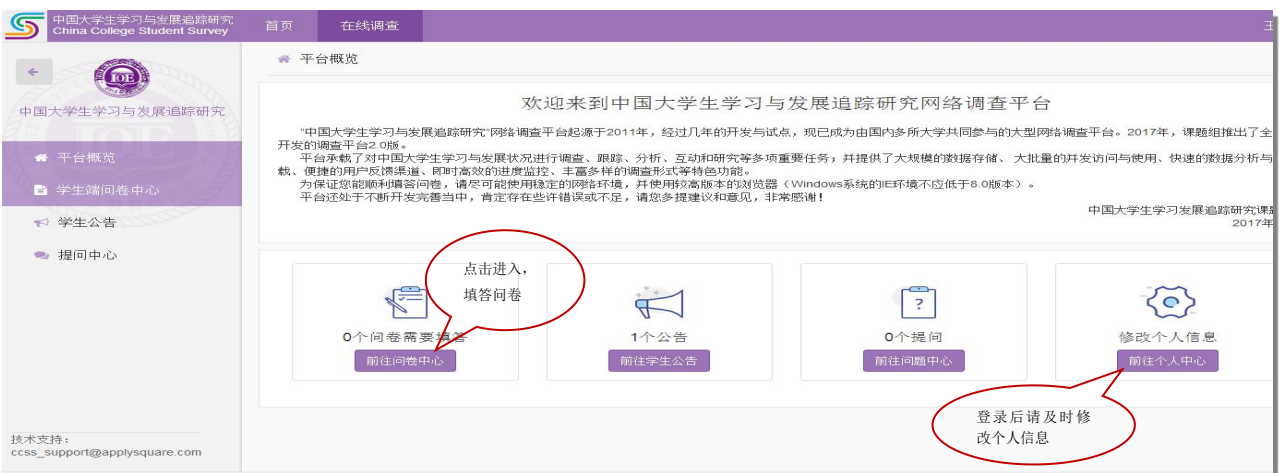 中国大学生学习与发展追踪研究
China College Student Survey
首页
在线调查
王
中国大学生学习与发展追踪研究
平台概览
学生端问卷中心
学生公告
提问中心
技术支持:
ccss_support@applysquare.com
平台概览
欢迎来到中国大学生学习与发展追踪研究网络调查平台
“中国大学生学习与发展追踪研究”网络调查平台起源于2011年，经过几年的开发与试点，现已成为由国内多所大学共同参与的大型网络调查平台。2017年，课题组推出了全
开发的调查平台2.0版。
平台承载了对中国大学生学习与发展状况进行调查、跟踪、分析、互动和研究等多项重要任务；并提供了大规模的数据存储、 大批量的并发访问与使用、快速的数据分析与
载、便捷的用户反馈渠道、即时高效的进度监控、丰富多样的调查形式等特色功能。
为保证您能顺利填答问卷，请尽可能使用稳定的网络环境，并使用较高版本的浏览器（Windows系统的IE环境不应低于8.0版本）。
平台还处于不断开发完善当中，肯定存在些许错误或不足，请您多提建议和意见，非常感谢！
中国大学生学习发展追踪研究课题
2017年
点击进入，
填答问卷
0个问卷需要填答
前往问卷中心
1个公告
前往学生公告
0个提问
前往问题中心
修改个人信息
前往个人中心
登录后请及时修
改个人信息